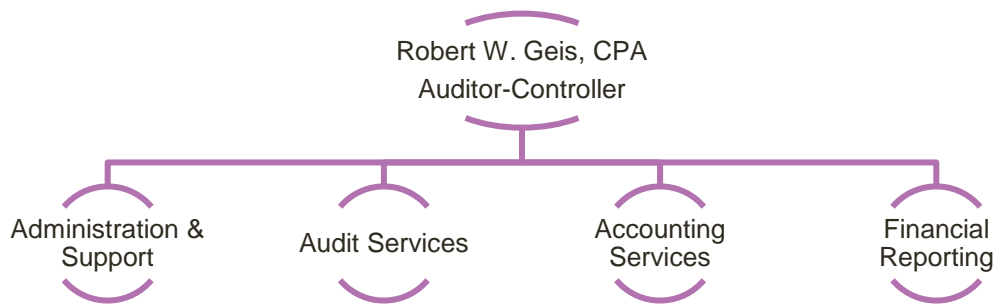 Robert W. Geis, CPA
Auditor-Controller
Administration &
Support
Audit Services
Accounting
Services
Financial
Reporting